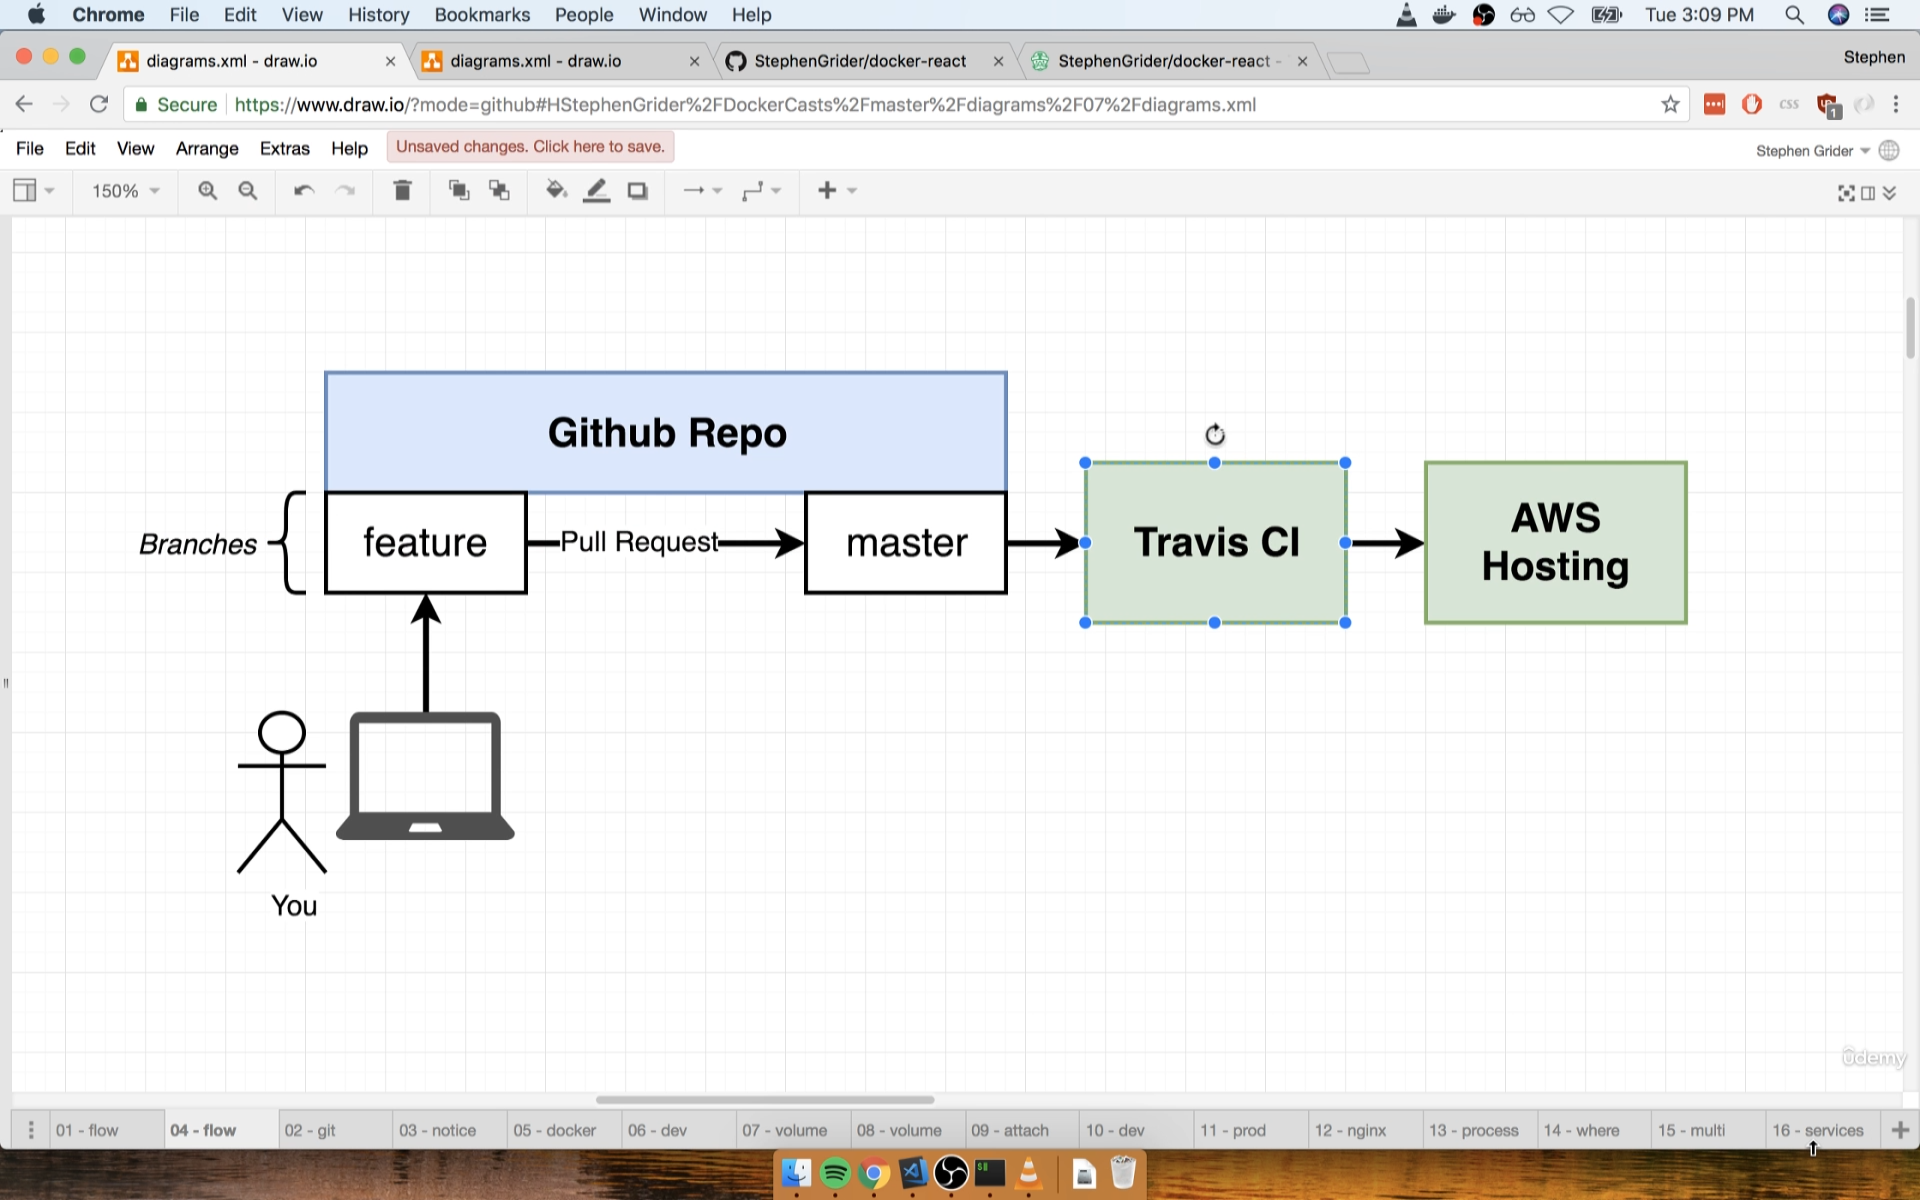 Chrome File Edit View History Bookmarks People Window Help Tue 3:09 PM
diagrams.xml - draw.io diagrams.xml - draw.io StephenGrider/docker-react StephenGrider/docker-react - Stephen
Secure https://www.draw.io/?mode=github#HStephenGrider%2FDockerCasts%2Fmaster%2Fdiagrams%2F07%2Fdiagrams.xml css 1
File Edit View Arrange Extras Help Unsaved changes. Click here to save. Stephen Grider
150%
Github Repo
Branches feature Pull Request master Travis CI AWS
Hosting
You
ûdemy
01 - flow 04 - flow 02 - git 03 - notice 05 - docker 06 - dev 07 - volume 08 - volume 09 - attach 10 - dev 11 - prod 12 - nginx 13 - process 14 - where 15 - multi 16 - services